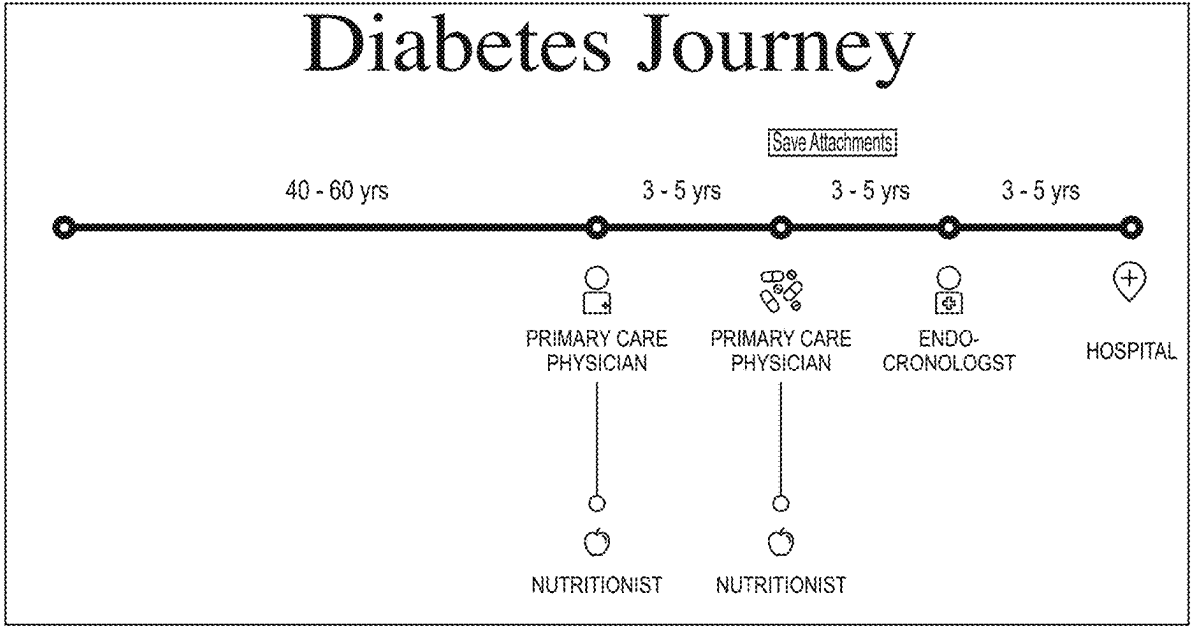 Diabetes Journey
Save Attachments
40 - 60 yrs
3 - 5 yrs
3 - 5 yrs
3 - 5 yrs
PRIMARY CARE
PHYSICIAN
PRIMARY CARE
PHYSICIAN
ENDO-
CRONOLOGST
HOSPITAL
NUTRITIONIST
NUTRITIONIST